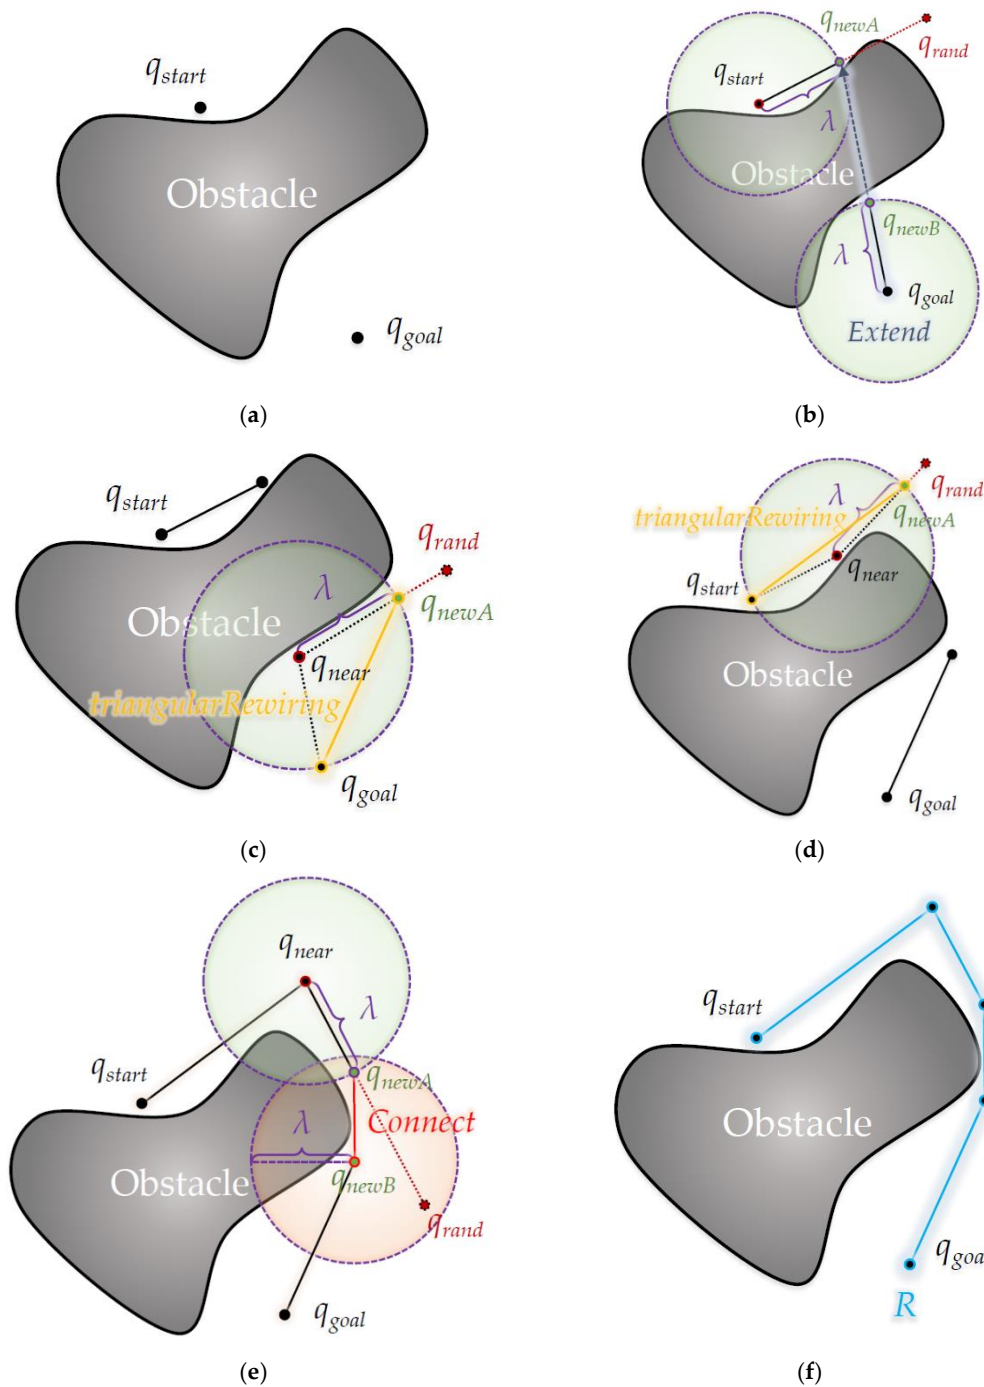 q_start
Obstacle
q_goal
(a)
q_newA
q_rand
q_start
λ
Obstacle
q_newB
λ
q_goal
Extend
(b)
q_start
q_rand
λ
Obstacle
q_newA
q_near
triangularRewiring
q_goal
(c)
λ
q_rand
triangularRewiring
q_newA
q_near
q_start
Obstacle
q_goal
(d)
q_near
λ
q_start
q_newA
Connect
λ
Obstacle
q_newB
q_rand
q_goal
(e)
q_start
Obstacle
q_goa
R
(f)